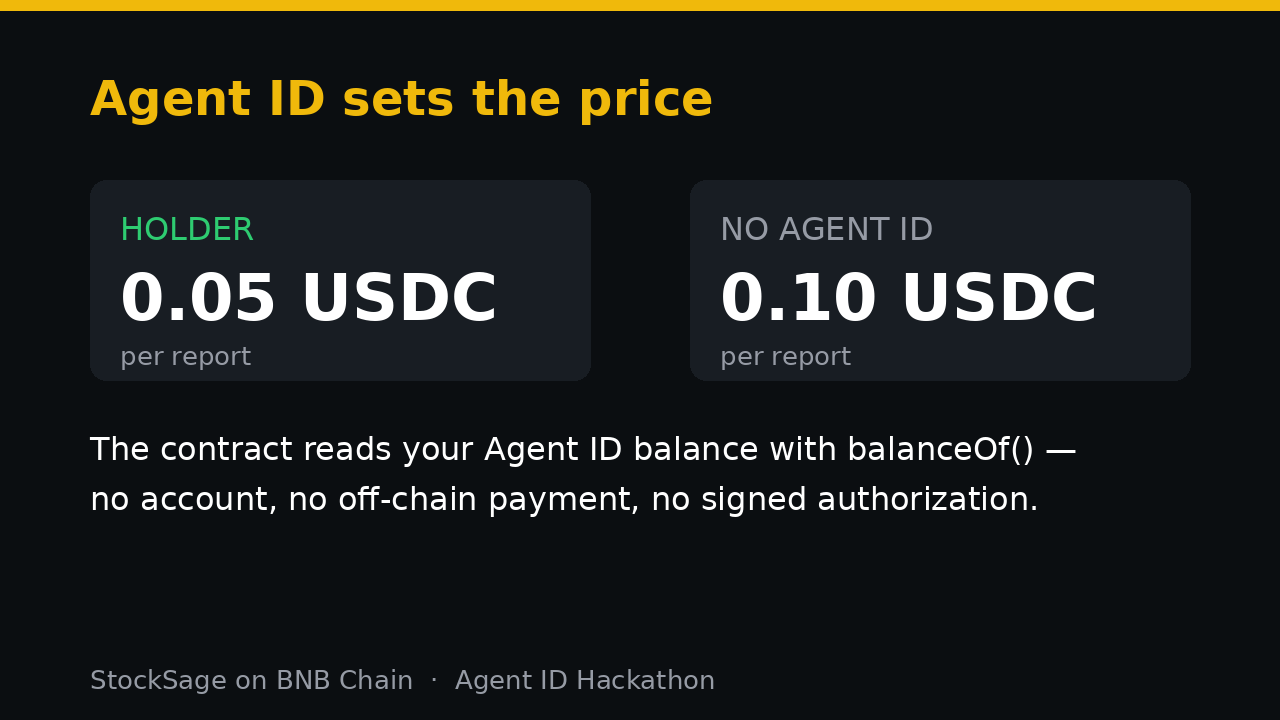 Agent ID sets the price
HOLDER
0.05 USDC
per report
NO AGENT ID
0.10 USDC
per report
The contract reads your Agent ID balance with balanceOf() —
no account, no off-chain payment, no signed authorization.
StockSage on BNB Chain · Agent ID Hackathon